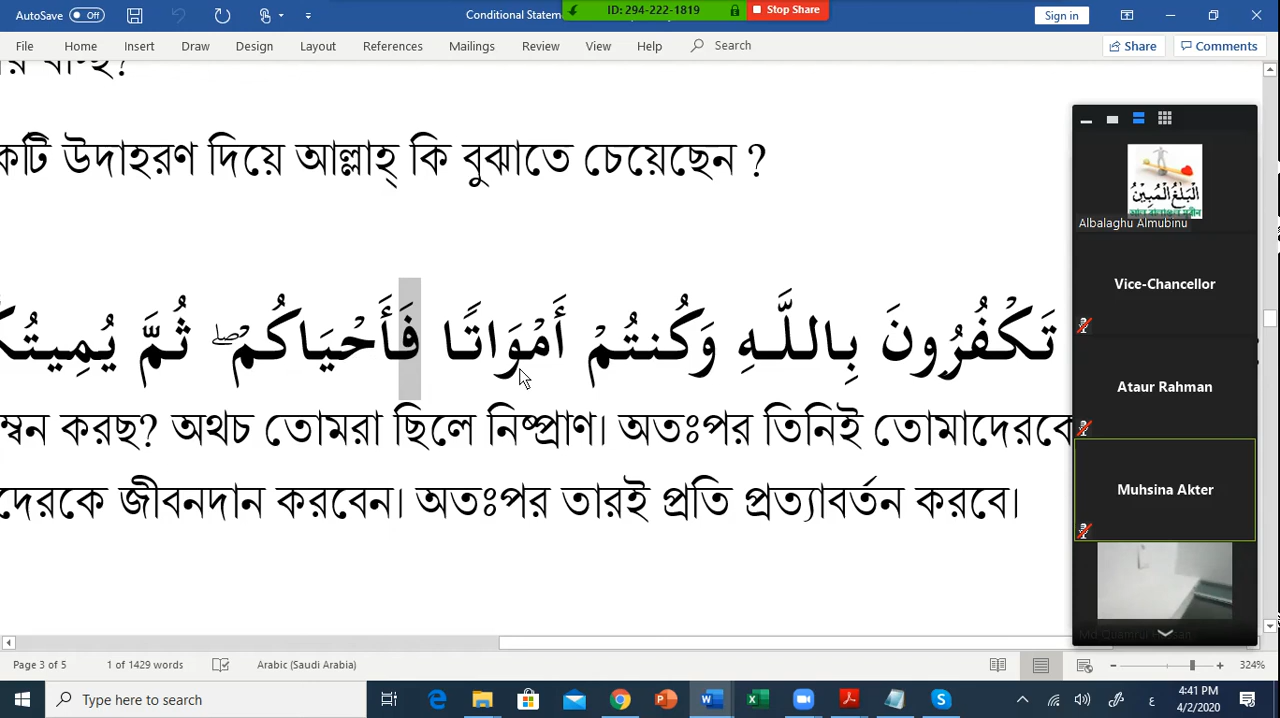 AutoSave Off
Conditional Stateme
ID: 294-222-1819
Stop Share
Sign in
File Home Insert Draw Design Layout References Mailings Review View Help Search Share Comments
উদাহরণ দিয়ে আল্লাহ্ কি বুঝাতে চেয়েছেন ?
تَكْفُرُونَ بِاللَّـهِ وَكُنتُمْ أَمْوَاتًا فَأَحْيَاكُمْ ۖ ثُمَّ
করছ? অথচ তোমরা ছিলে নিষ্প্রাণ। অতঃপর তিনিই তোমাদেরকে
দেরকে জীবনদান করবেন। অতঃপর তারই প্রতি প্রত্যাবর্তন করবে।
الْبَلٰغُ الْمُبِيْنُ
Albalaghu Almubinu
Vice-Chancellor
Ataur Rahman
Muhsina Akter
Page 3 of 5 1 of 1429 words Arabic (Saudi Arabia) 324%
Type here to search
ع
4:41 PM
4/2/2020